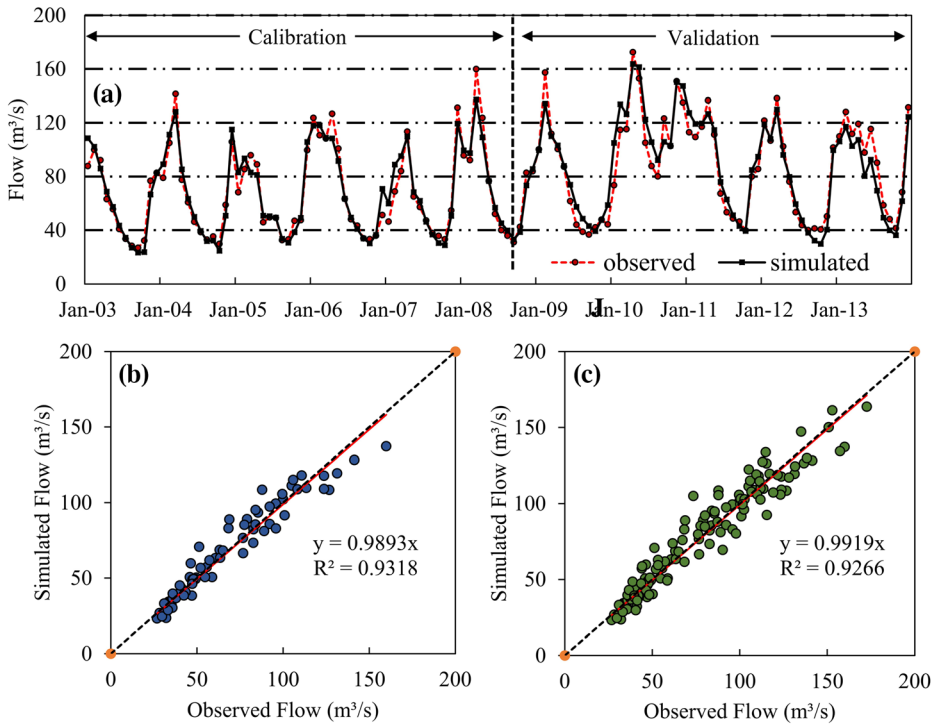 200
Calibration
Validation
160
(a)
120
Flow (m³/s)
80
40
observed
simulated
0
Jan-03 Jan-04 Jan-05 Jan-06 Jan-07 Jan-08 Jan-09 Jan-10 Jan-11 Jan-12 Jan-13
J
200
(b)
150
Simulated Flow (m³/s)
100
y = 0.9893x
R² = 0.9318
50
0
0 50 100 150 200
Observed Flow (m³/s)
200
(c)
150
Simulated Flow (m³/s)
100
y = 0.9919x
R² = 0.9266
50
0
0 50 100 150 200
Observed Flow (m³/s)